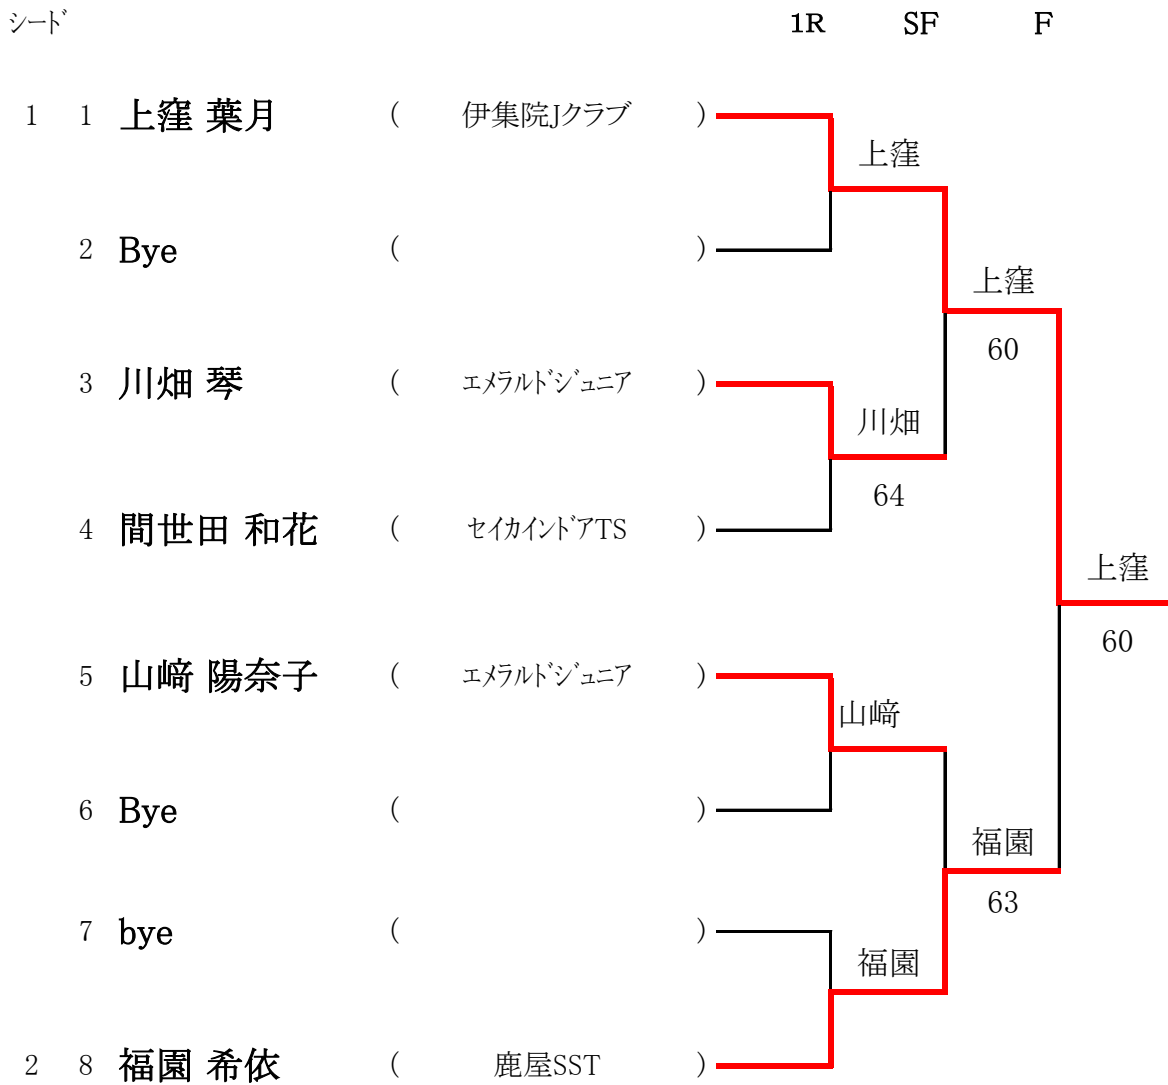 シード 1R SF F
1 1 上窪 葉月 ( 伊集院Jクラブ )
上窪
2 Bye ( )
上窪
60
3 川畑 琴 ( エメラルドジュニア )
川畑
64
4 間世田 和花 ( セイカインドアTS )
上窪
60
5 山﨑 陽奈子 ( エメラルドジュニア )
山﨑
6 Bye ( )
福園
63
7 bye ( )
福園
2 8 福園 希依 ( 鹿屋SST )